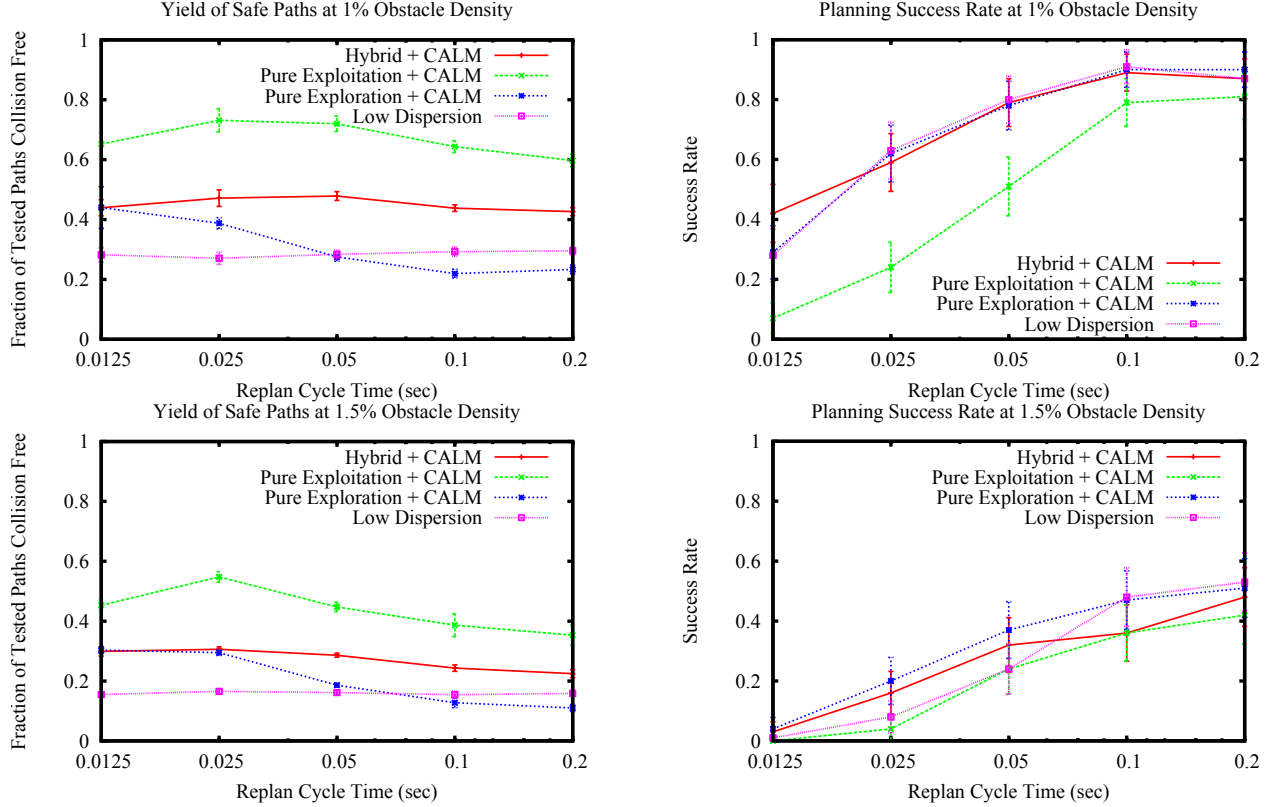 Yield of Safe Paths at 1% Obstacle Density
Fraction of Tested Paths Collision Free
1
0.8
0.6
0.4
0.2
0
Hybrid + CALM
Pure Exploitation + CALM
Pure Exploration + CALM
Low Dispersion
0.0125 0.025 0.05 0.1 0.2
Replan Cycle Time (sec)
Planning Success Rate at 1% Obstacle Density
Success Rate
1
0.8
0.6
0.4
0.2
0
Hybrid + CALM
Pure Exploitation + CALM
Pure Exploration + CALM
Low Dispersion
0.0125 0.025 0.05 0.1 0.2
Replan Cycle Time (sec)
Yield of Safe Paths at 1.5% Obstacle Density
Fraction of Tested Paths Collision Free
1
0.8
0.6
0.4
0.2
0
Hybrid + CALM
Pure Exploitation + CALM
Pure Exploration + CALM
Low Dispersion
0.0125 0.025 0.05 0.1 0.2
Replan Cycle Time (sec)
Planning Success Rate at 1.5% Obstacle Density
Success Rate
1
0.8
0.6
0.4
0.2
0
Hybrid + CALM
Pure Exploitation + CALM
Pure Exploration + CALM
Low Dispersion
0.0125 0.025 0.05 0.1 0.2
Replan Cycle Time (sec)